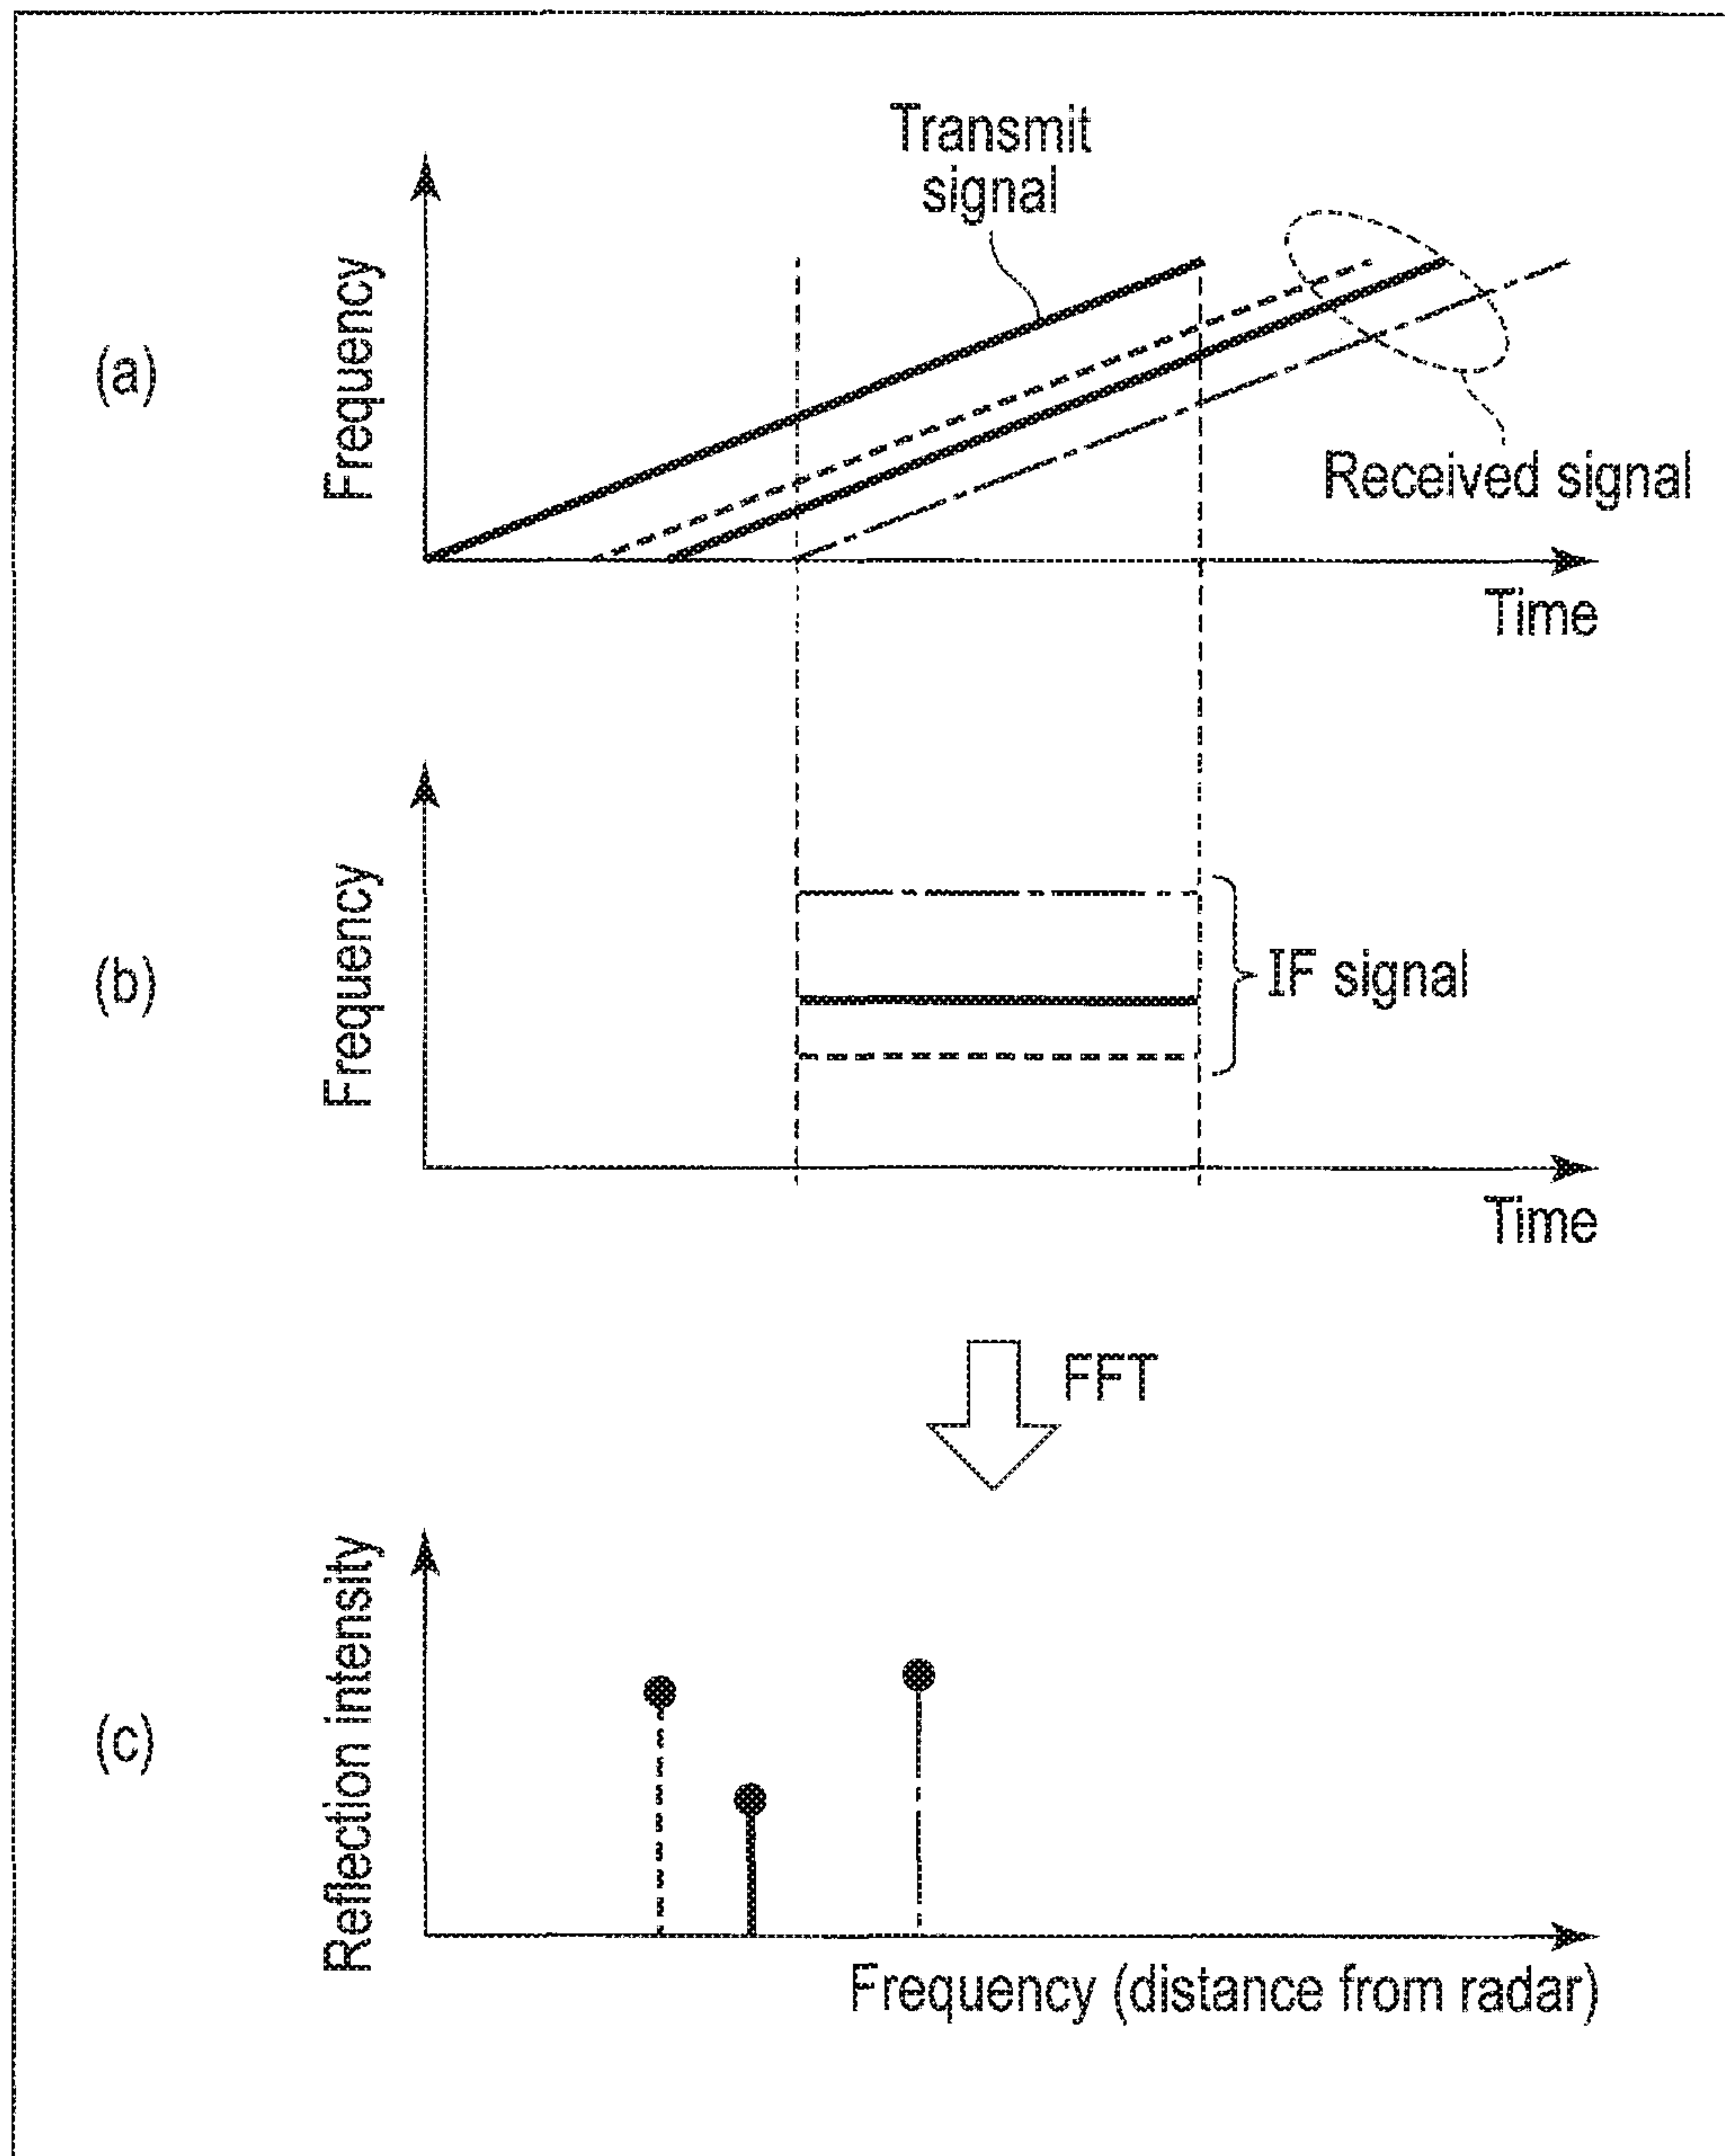 (a)
Frequency
Transmit
signal
Received signal
Time
(b)
Frequency
IF signal
Time
FFT
(c)
Reflection intensity
Frequency (distance from radar)